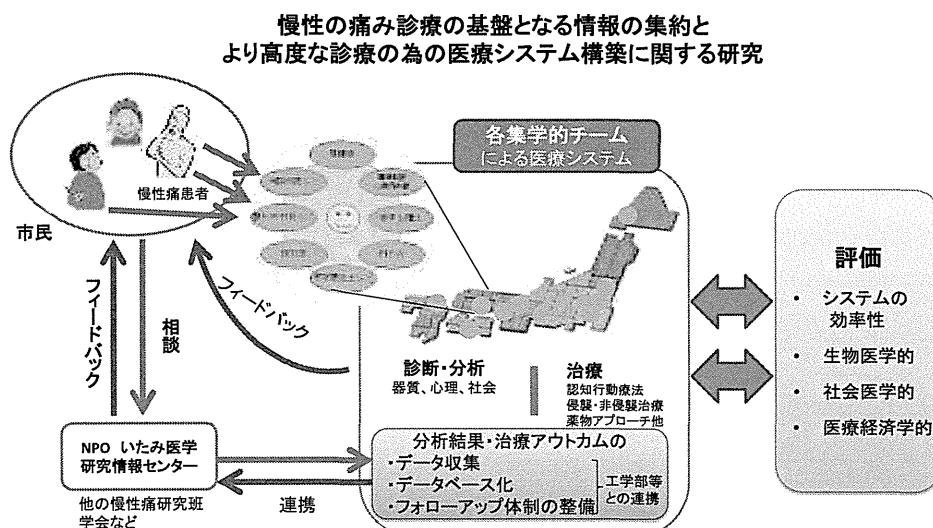 慢性の痛み診療の基盤となる情報の集約と
より高度な診療の為の医療システム構築に関する研究
各集学的チーム
による医療システム
慢性痛患者
市民
フィードバック
相談
フィードバック
診断・分析
器質、心理、社会
治療
認知行動療法
侵襲・非侵襲治療
薬物アプローチ他
評価
• システムの
効率性
• 生物医学的
• 社会医学的
• 医療経済学的
NPO いたみ医学
研究情報センター
他の慢性痛研究班
学会など
連携
分析結果・治療アウトカムの
・データ収集
・データベース化
・フォローアップ体制の整備
工学部等
との連携